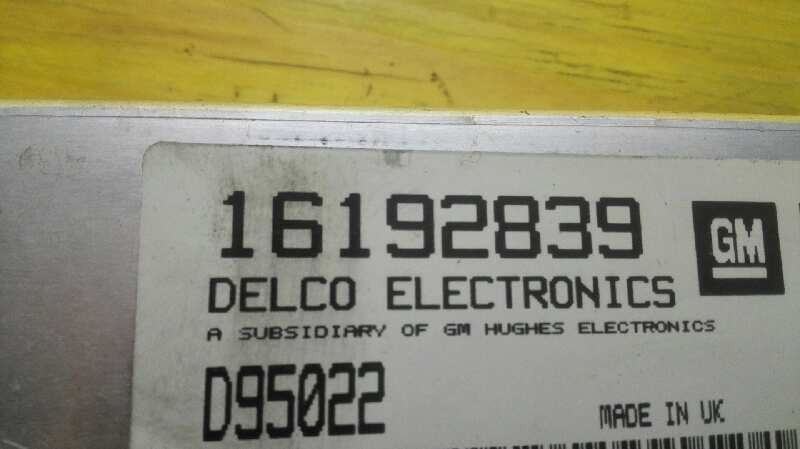 16192839
GM
DELCO ELECTRONICS
A SUBSIDIARY OF GM HUGHES ELECTRONICS
D95022
MADE IN UK